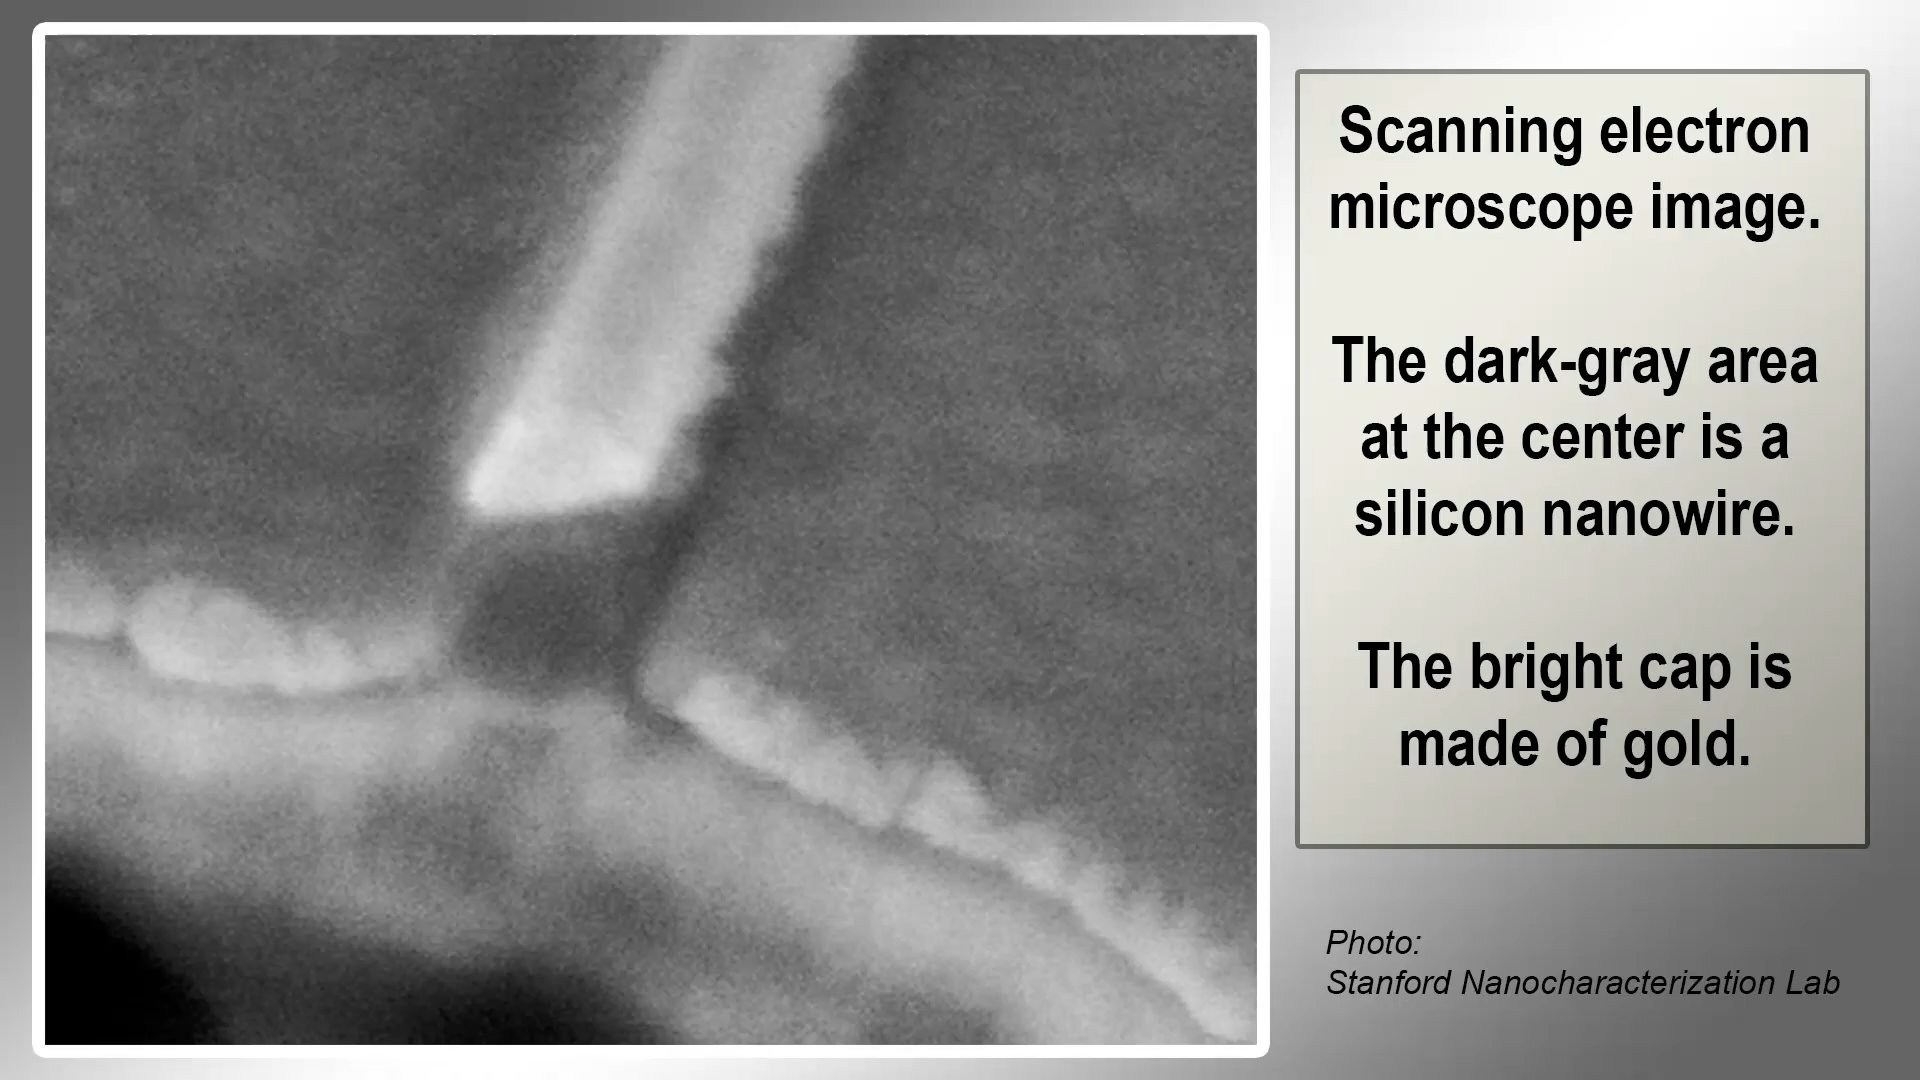 Scanning electron
microscope image.
The dark-gray area
at the center is a
silicon nanowire.
The bright cap is
made of gold.
Photo:
Stanford Nanocharacterization Lab